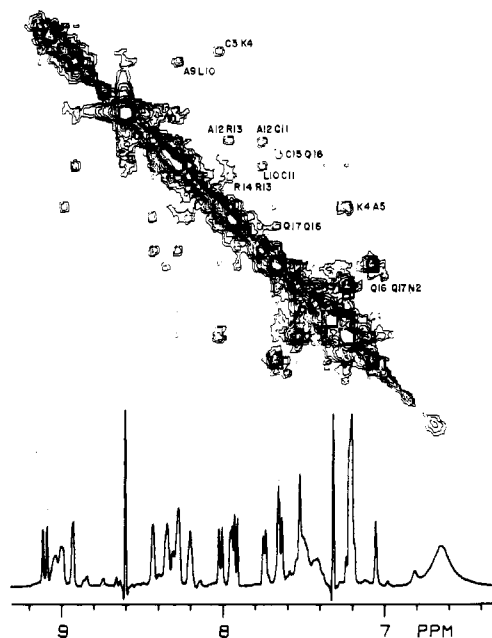 C3 K4
A9 L10
A12 R13 A12 C11
C15 Q16
L10 C11
R14 R13
K4 A5
Q17 Q16
Q16 Q17 N2
9 8 7 PPM